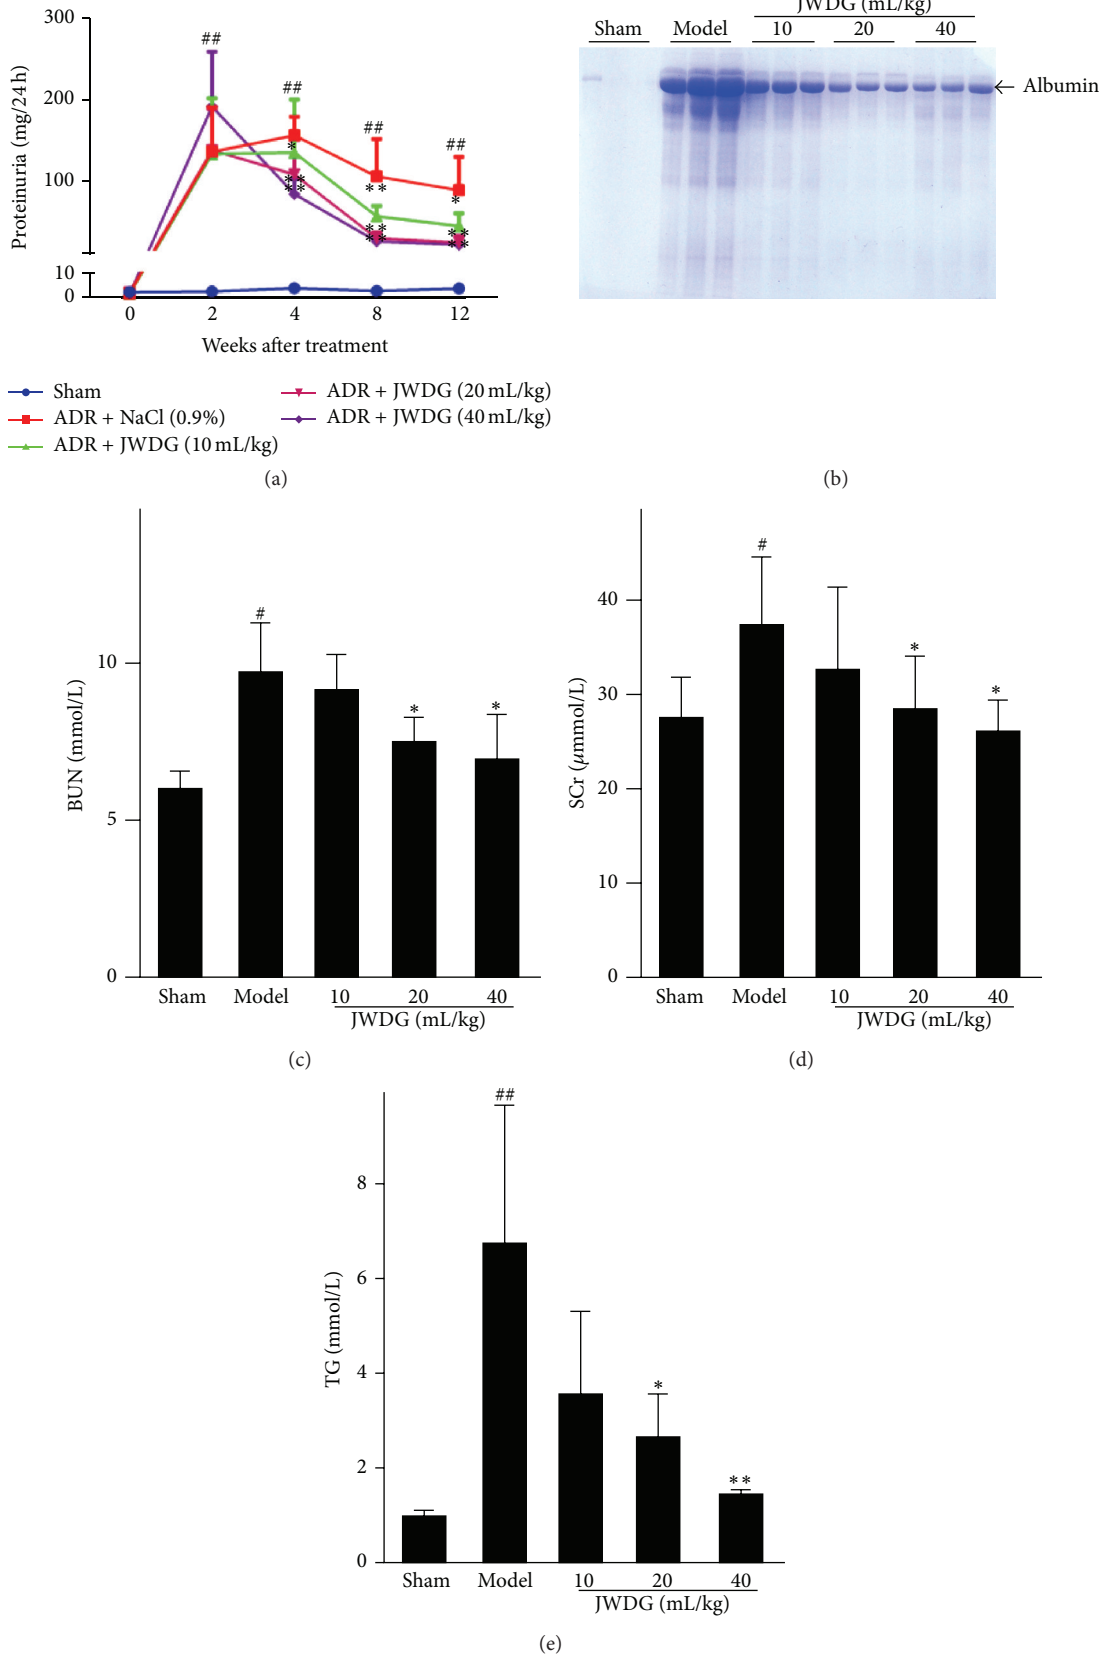 300
200
100
10
0
Proteinuria (mg/24 h)
##
##
##
##
*
**
**
**
**
**
*
**
**
0 2 4 8 12
Weeks after treatment
Sham
ADR + NaCl (0.9%)
ADR + JWDG (10 mL/kg)
ADR + JWDG (20 mL/kg)
ADR + JWDG (40 mL/kg)
(a)
JWDG (mL/kg)
Sham Model 10 20 40
← Albumin
(b)
BUN (mmol/L)
10
5
0
#
*
*
Sham Model 10 20 40
JWDG (mL/kg)
(c)
SCr (μmmol/L)
40
30
20
10
0
#
*
*
Sham Model 10 20 40
JWDG (mL/kg)
(d)
TG (mmol/L)
8
6
4
2
0
##
*
**
Sham Model 10 20 40
JWDG (mL/kg)
(e)